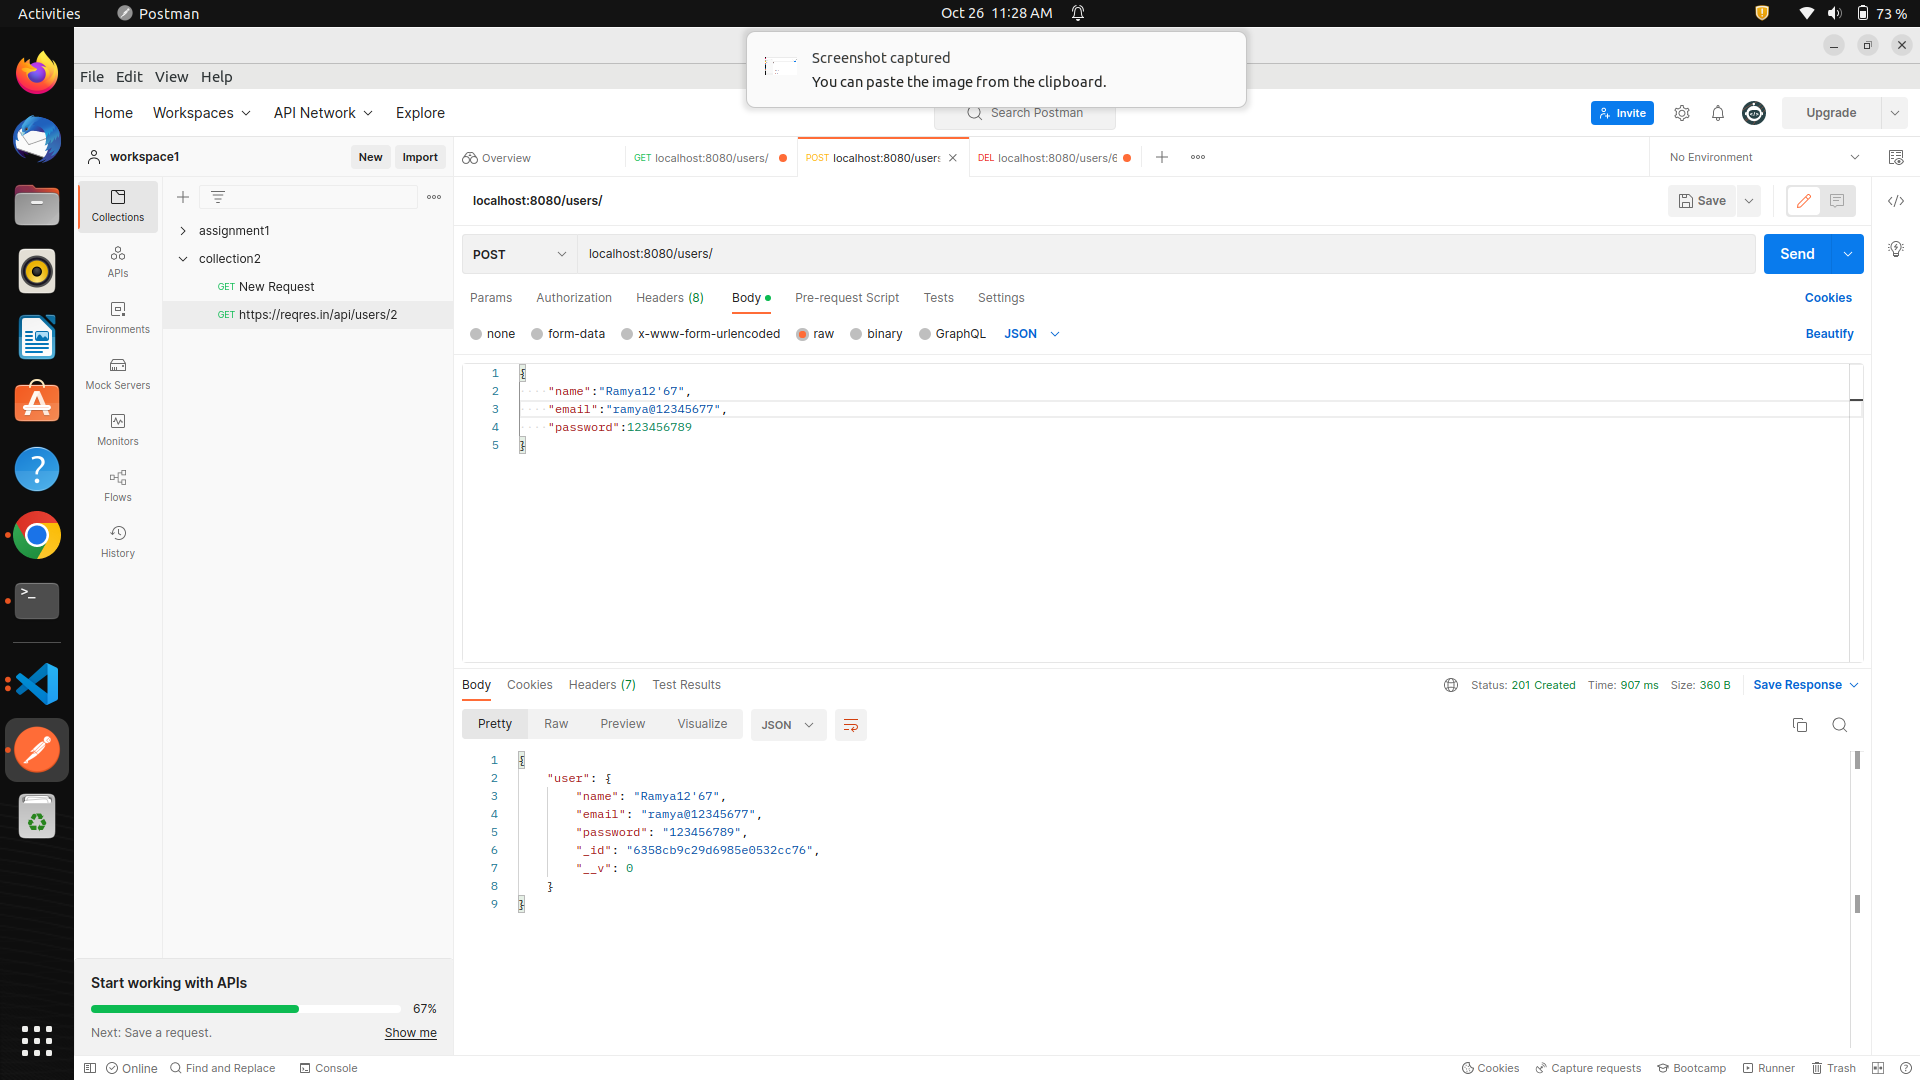 Activities Postman Oct 26 11:28 AM 73 %
Screenshot captured
You can paste the image from the clipboard.
File Edit View Help
Home Workspaces API Network Explore Search Postman Invite Upgrade
workspace1 New Import Overview GET localhost:8080/users/ POST localhost:8080/users DEL localhost:8080/users/6 No Environment
Collections
APIs
Environments
Mock Servers
Monitors
Flows
History
assignment1
collection2
GET New Request
GET https://reqres.in/api/users/2
localhost:8080/users/ Save
POST localhost:8080/users/ Send
Params Authorization Headers (8) Body Pre-request Script Tests Settings Cookies
none form-data x-www-form-urlencoded raw binary GraphQL JSON Beautify
1 {
2 "name":"Ramya12'67",
3 "email":"ramya@12345677",
4 "password":123456789
5 }
Body Cookies Headers (7) Test Results Status: 201 Created Time: 907 ms Size: 360 B Save Response
Pretty Raw Preview Visualize JSON
1 {
2 "user": {
3 "name": "Ramya12'67",
4 "email": "ramya@12345677",
5 "password": "123456789",
6 "_id": "6358cb9c29d6985e0532cc76",
7 "__v": 0
8 }
9 }
Start working with APIs
67%
Next: Save a request. Show me
Online Find and Replace Console Cookies Capture requests Bootcamp Runner Trash